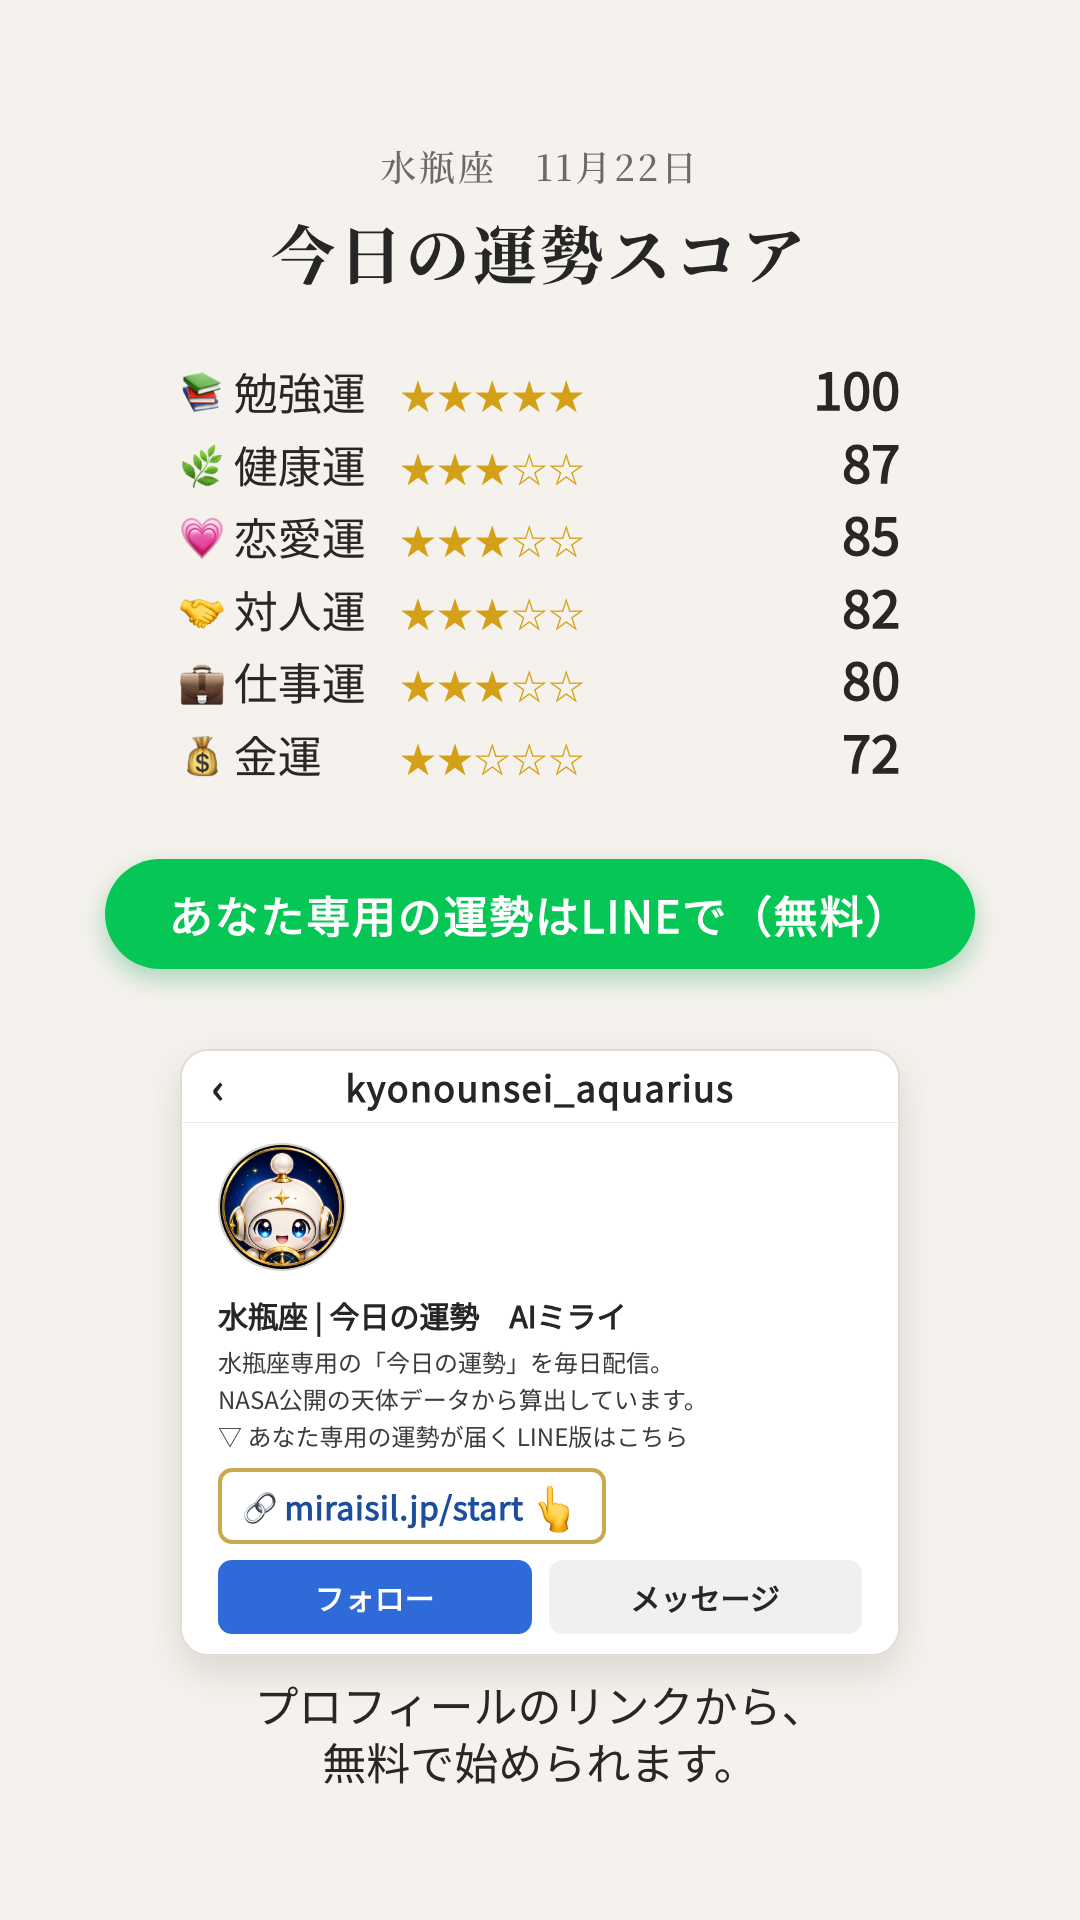 水瓶座　11月22日
今日の運勢スコア
📚 勉強運 ★★★★★ 100
🌿 健康運 ★★★☆☆ 87
💗 恋愛運 ★★★☆☆ 85
🤝 対人運 ★★★☆☆ 82
💼 仕事運 ★★★☆☆ 80
💰 金運 ★★☆☆☆ 72
あなた専用の運勢はLINEで（無料）
‹ kyonounsei_aquarius
水瓶座 | 今日の運勢　AIミライ
水瓶座専用の「今日の運勢」を毎日配信。
NASA公開の天体データから算出しています。
▽ あなた専用の運勢が届く LINE版はこちら
🔗 miraisil.jp/start 👆
フォロー
メッセージ
プロフィールのリンクから、
無料で始められます。